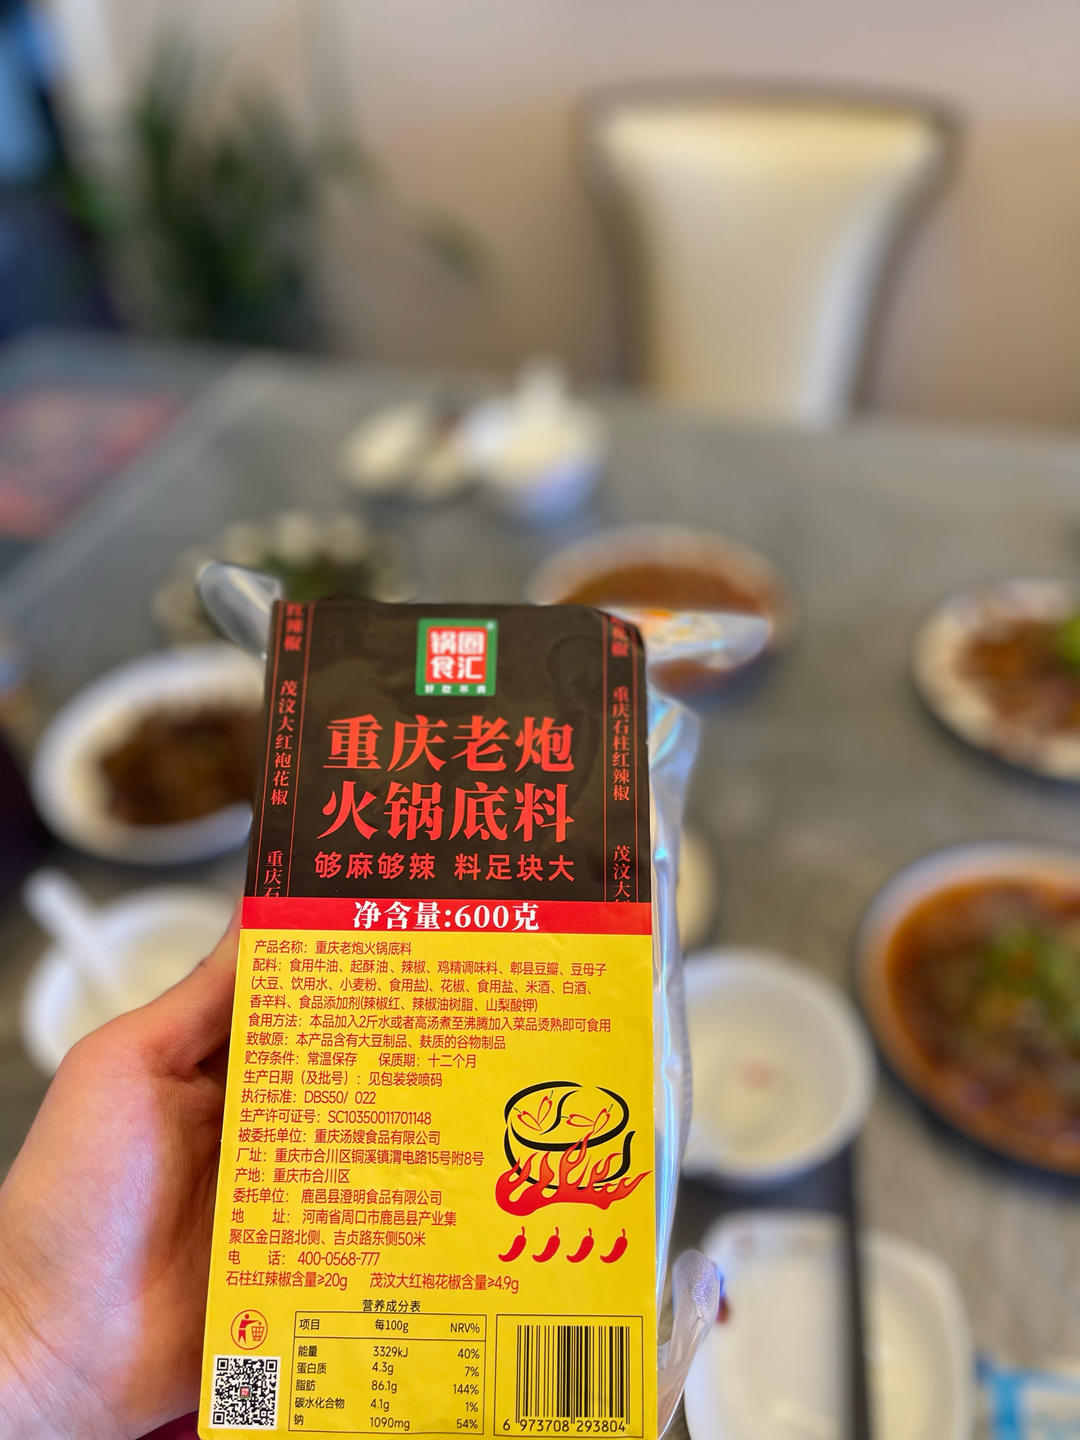 锅圈
食汇
好吃不贵
重庆老炮
火锅底料
够麻够辣 料足块大
红辣椒
茂汶大红袍花椒
重庆石
重庆石柱红辣椒
茂汶大
净含量:600克
产品名称：重庆老炮火锅底料
配料：食用牛油、起酥油、辣椒、鸡精调味料、郫县豆瓣、豆母子
(大豆、饮用水、小麦粉、食用盐)、花椒、食用盐、米酒、白酒、
香辛料、食品添加剂(辣椒红、辣椒油树脂、山梨酸钾)
食用方法：本品加入2斤水或者高汤煮至沸腾加入菜品烫熟即可食用
致敏原：本产品含有大豆制品、麸质的谷物制品
贮存条件：常温保存 保质期：十二个月
生产日期（及批号）：见包装袋喷码
执行标准：DBS50/ 022
生产许可证号：SC10350011701148
被委托单位：重庆汤嫂食品有限公司
厂址：重庆市合川区铜溪镇渭电路15号附8号
产地：重庆市合川区
委托单位： 鹿邑县澄明食品有限公司
地 址： 河南省周口市鹿邑县产业集
聚区金日路北侧、吉贞路东侧50米
电 话： 400-0568-777
石柱红辣椒含量≥20g 茂汶大红袍花椒含量≥4.9g
营养成分表
项目 每100g NRV%
能量 3329kJ 40%
蛋白质 4.3g 7%
脂肪 86.1g 144%
碳水化合物 4.1g 1%
钠 1090mg 54%
6 973708 293804